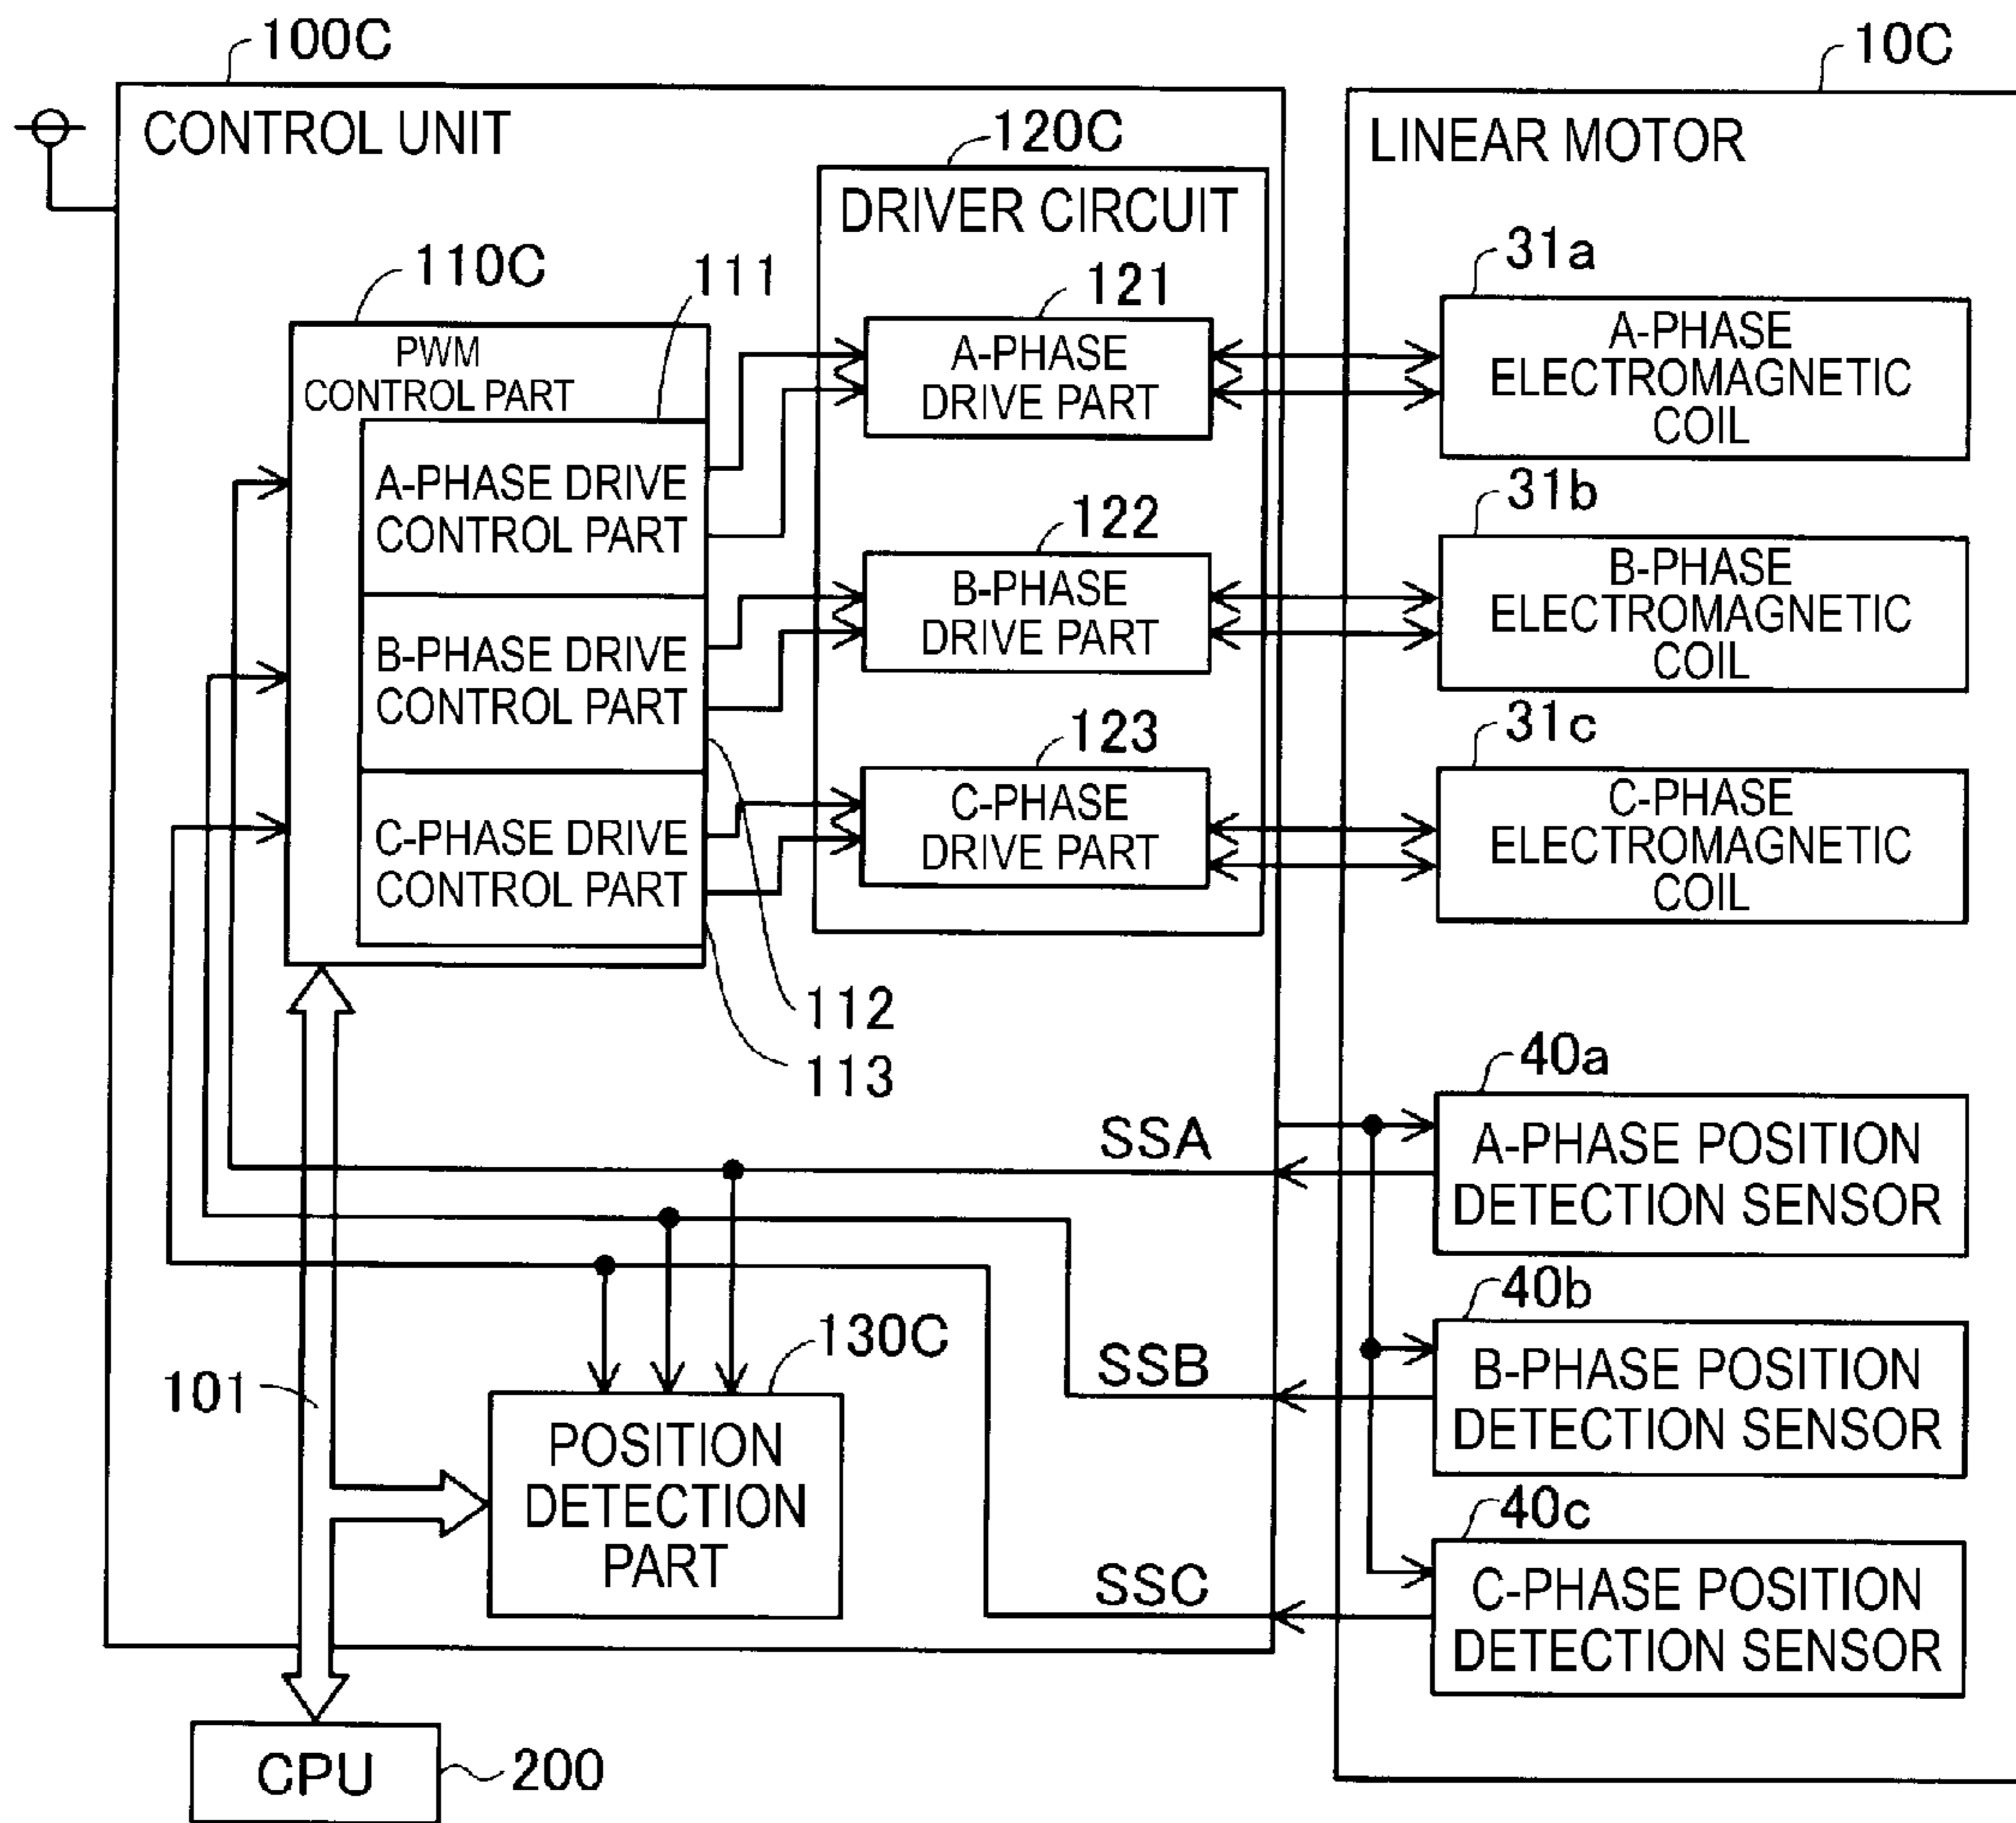 100C
10C
CONTROL UNIT
120C
LINEAR MOTOR
DRIVER CIRCUIT
110C
111
121
31a
PWM
CONTROL PART
A-PHASE
DRIVE PART
A-PHASE
ELECTROMAGNETIC
COIL
A-PHASE DRIVE
CONTROL PART
122
31b
B-PHASE
DRIVE PART
B-PHASE
ELECTROMAGNETIC
COIL
B-PHASE DRIVE
CONTROL PART
123
31c
C-PHASE
DRIVE PART
C-PHASE
ELECTROMAGNETIC
COIL
C-PHASE DRIVE
CONTROL PART
112
113
40a
SSA
A-PHASE POSITION
DETECTION SENSOR
40b
130C
101
SSB
B-PHASE POSITION
DETECTION SENSOR
POSITION
DETECTION
PART
40c
SSC
C-PHASE POSITION
DETECTION SENSOR
CPU
200